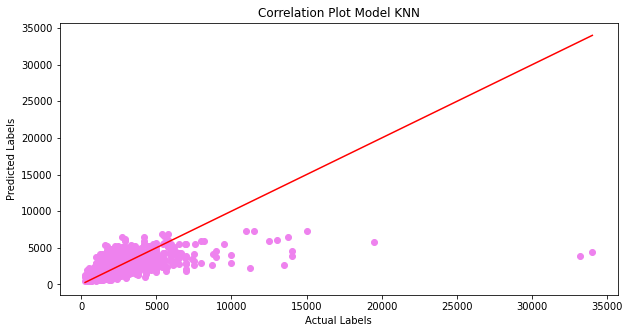 Correlation Plot Model KNN
35000
30000
25000
20000
15000
10000
5000
0
Predicted Labels
0 5000 10000 15000 20000 25000 30000 35000
Actual Labels